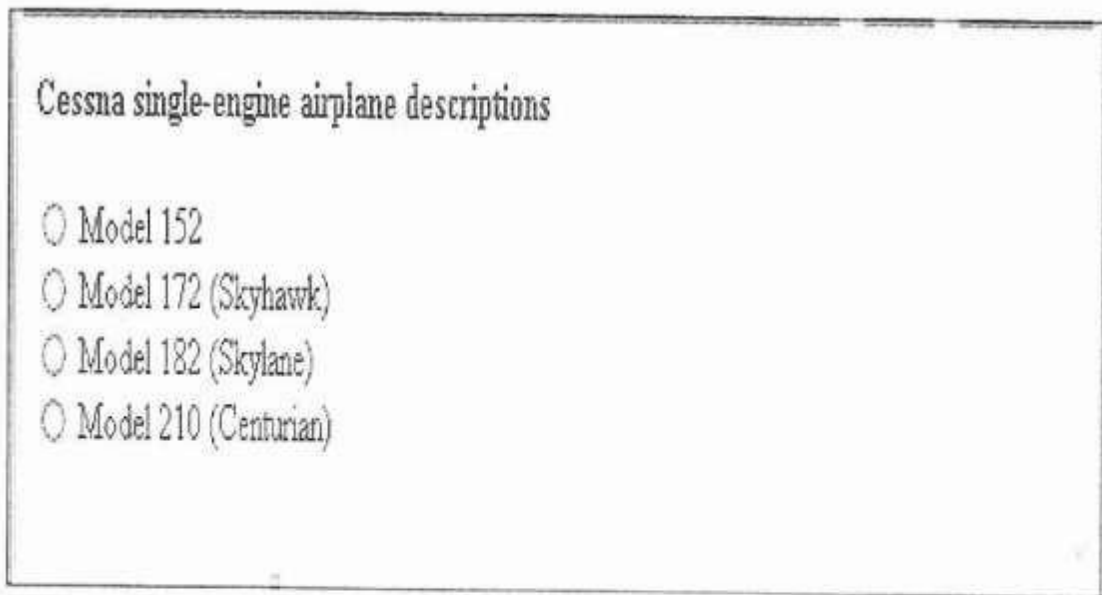 Cessna single-engine airplane descriptions
Model 152
Model 172 (Skyhawk)
Model 182 (Skylane)
Model 210 (Centurian)